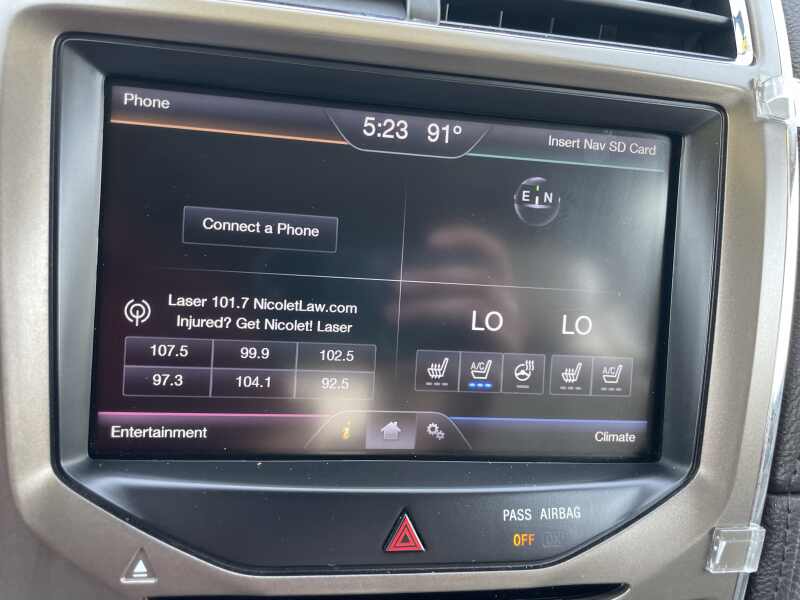 Phone
5:23 91°
Insert Nav SD Card
E N
Connect a Phone
Laser 101.7 NicoletLaw.com
Injured? Get Nicolet! Laser
107.5 99.9 102.5
97.3 104.1 92.5
LO LO
A/C A/C
Entertainment
i
Climate
PASS AIRBAG
OFF ON